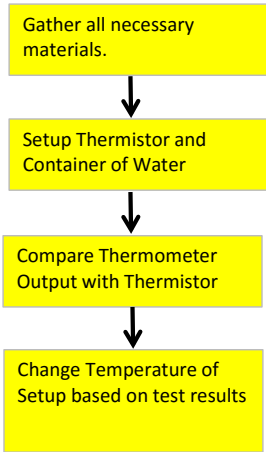 Gather all necessary
materials.
Setup Thermistor and
Container of Water
Compare Thermometer
Output with Thermistor
Change Temperature of
Setup based on test results